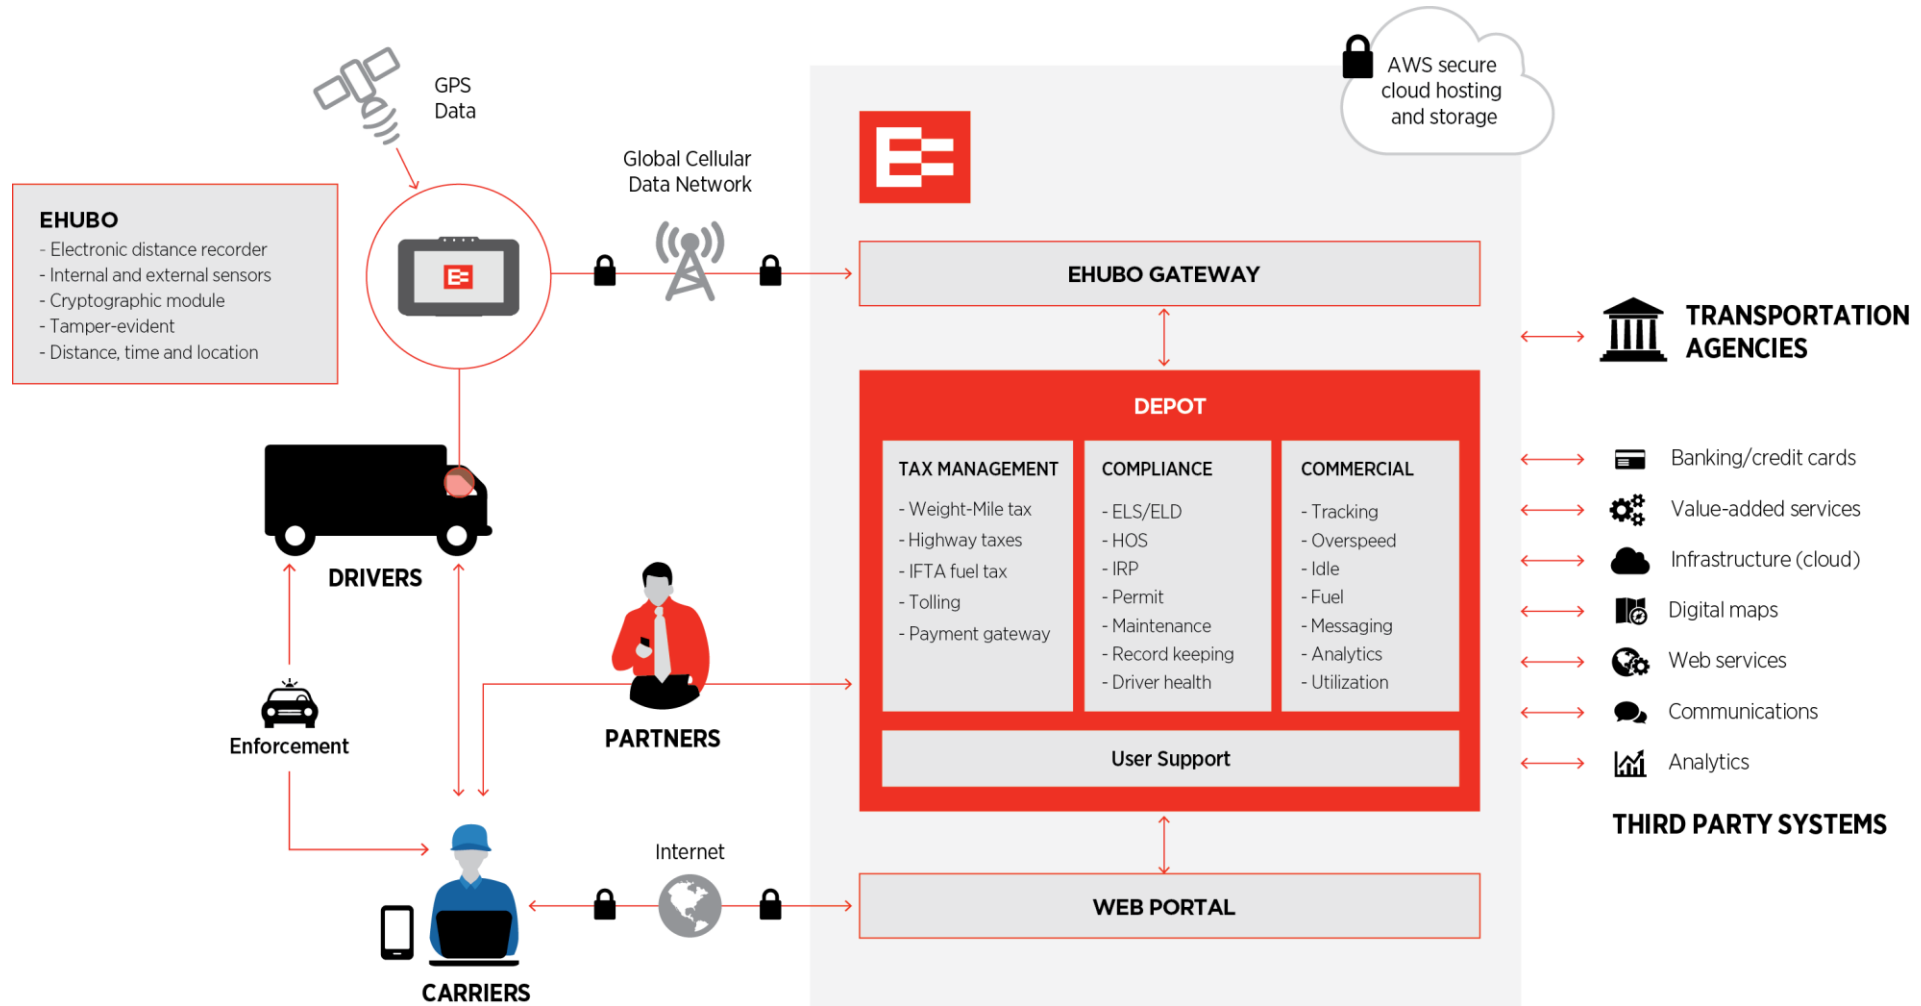 GPS
Data
Global Cellular
Data Network
AWS secure
cloud hosting
and storage
EHUBO
- Electronic distance recorder
- Internal and external sensors
- Cryptographic module
- Tamper-evident
- Distance, time and location
EHUBO GATEWAY
TRANSPORTATION
AGENCIES
DEPOT
TAX MANAGEMENT
- Weight-Mile tax
- Highway taxes
- IFTA fuel tax
- Tolling
- Payment gateway
COMPLIANCE
- ELS/ELD
- HOS
- IRP
- Permit
- Maintenance
- Record keeping
- Driver health
COMMERCIAL
- Tracking
- Overspeed
- Idle
- Fuel
- Messaging
- Analytics
- Utilization
User Support
Banking/credit cards
Value-added services
Infrastructure (cloud)
Digital maps
Web services
Communications
Analytics
THIRD PARTY SYSTEMS
DRIVERS
PARTNERS
Enforcement
Internet
WEB PORTAL
CARRIERS